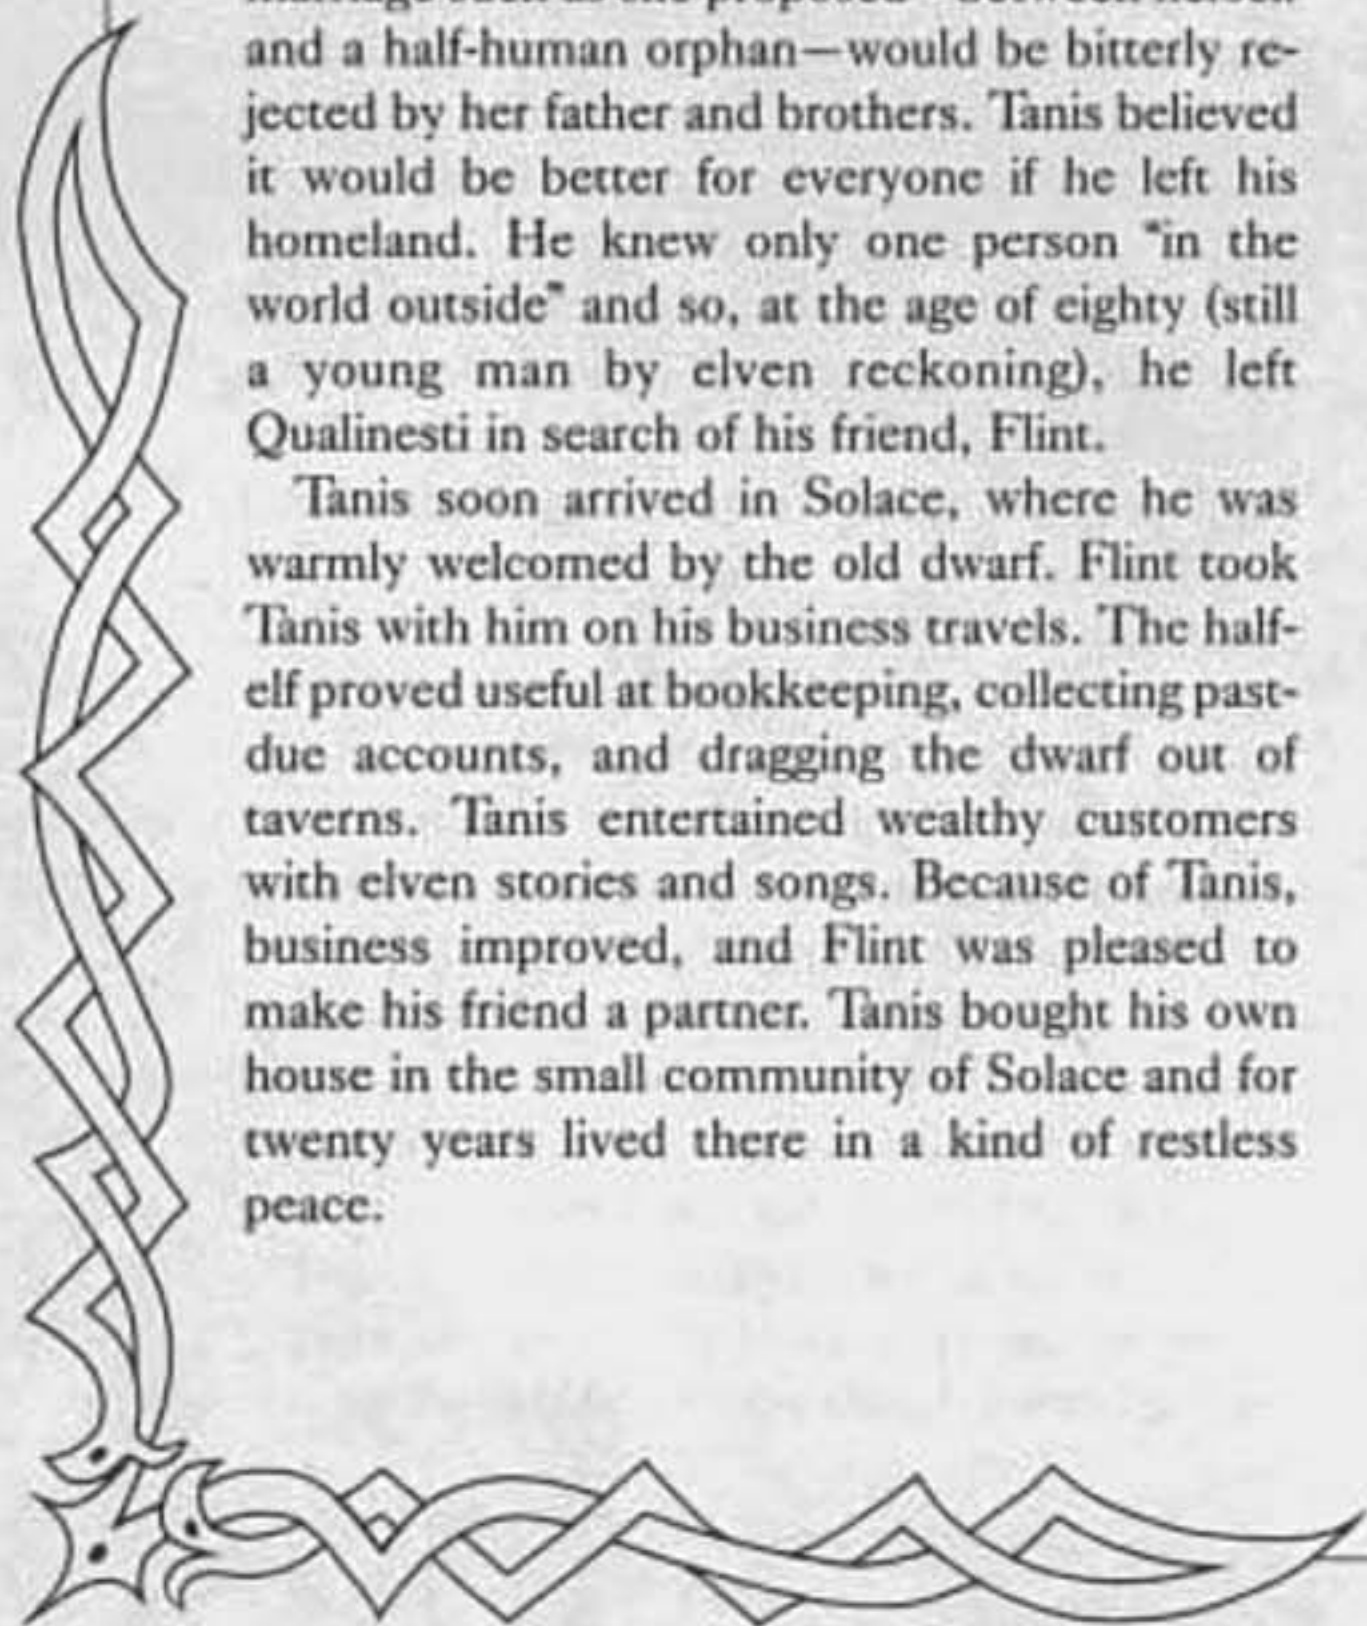 and a half-human orphan—would be bitterly re-
jected by her father and brothers. Tanis believed
it would be better for everyone if he left his
homeland. He knew only one person "in the
world outside" and so, at the age of eighty (still
a young man by elven reckoning), he left
Qualinesti in search of his friend, Flint.
Tanis soon arrived in Solace, where he was
warmly welcomed by the old dwarf. Flint took
Tanis with him on his business travels. The half-
elf proved useful at bookkeeping, collecting past-
due accounts, and dragging the dwarf out of
taverns. Tanis entertained wealthy customers
with elven stories and songs. Because of Tanis,
business improved, and Flint was pleased to
make his friend a partner. Tanis bought his own
house in the small community of Solace and for
twenty years lived there in a kind of restless
peace.